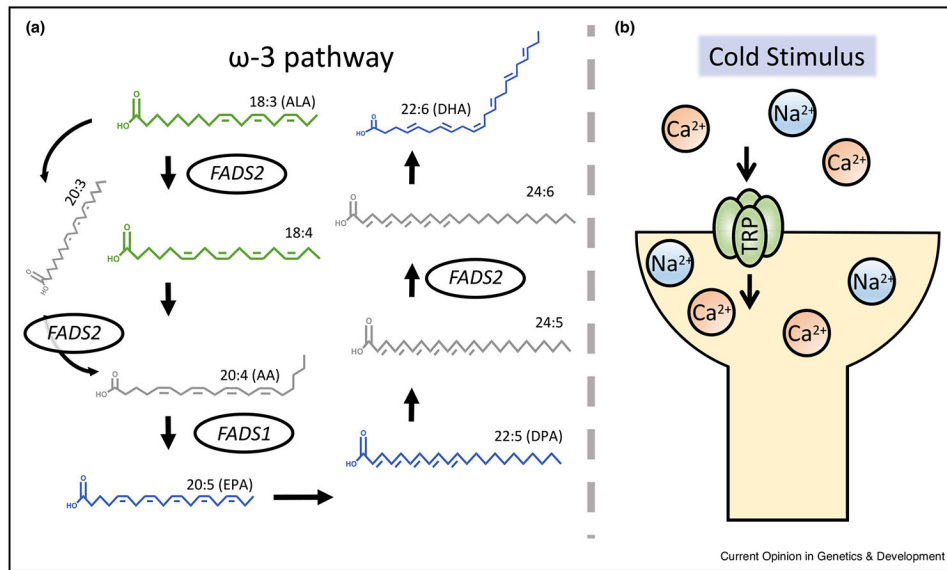 (a)
ω-3 pathway
18:3 (ALA)
O
HO
FADS2
20:3
O
HO
18:4
O
HO
FADS2
20:4 (AA)
O
HO
FADS1
20:5 (EPA)
O
HO
22:6 (DHA)
O
HO
24:6
O
HO
FADS2
24:5
O
HO
22:5 (DPA)
O
HO
(b)
Cold Stimulus
Ca²⁺
Na²⁺
Ca²⁺
TRP
Na²⁺
Ca²⁺
Ca²⁺
Na²⁺
Current Opinion in Genetics & Development